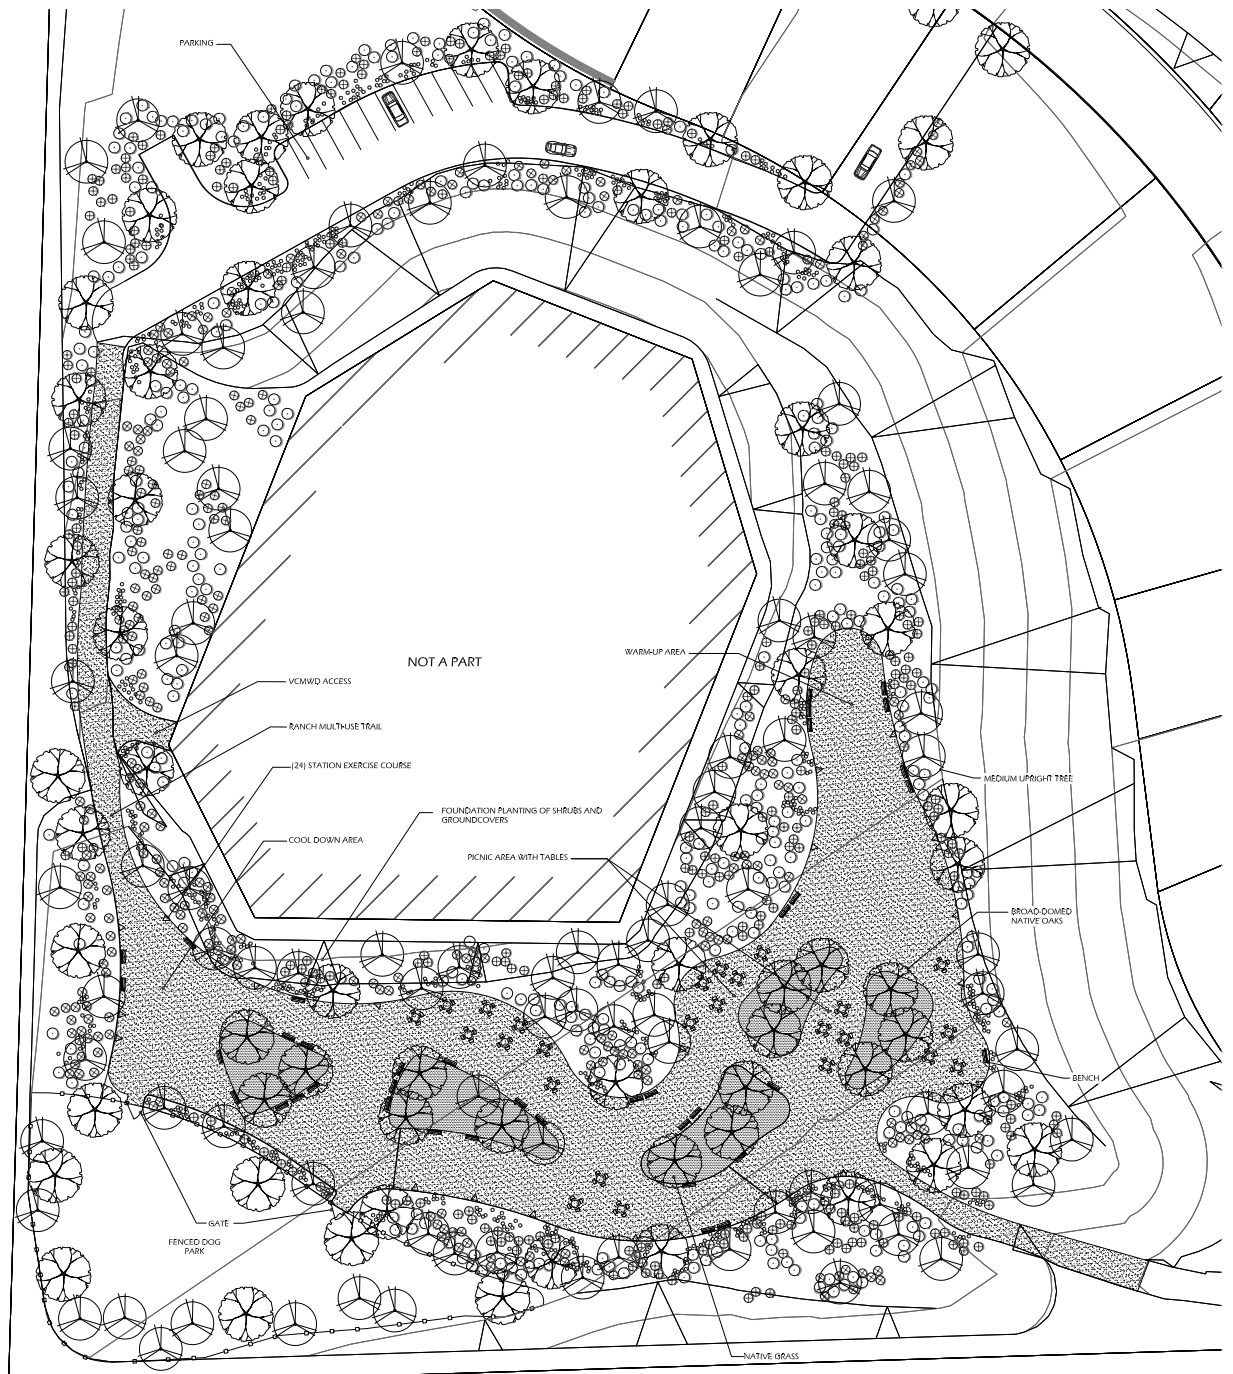 PARKING
NOT A PART
WARM-UP AREA
VCMWD ACCESS
RANCH MULTI-USE TRAIL
(24) STATION EXERCISE COURSE
MEDIUM UPRIGHT TREE
FOUNDATION PLANTING OF SHRUBS AND
GROUNDCOVERS
COOL DOWN AREA
PICNIC AREA WITH TABLES
BROAD-DOMED
NATIVE OAKS
BENCH
GATE
FENCED DOG
PARK
NATIVE GRASS